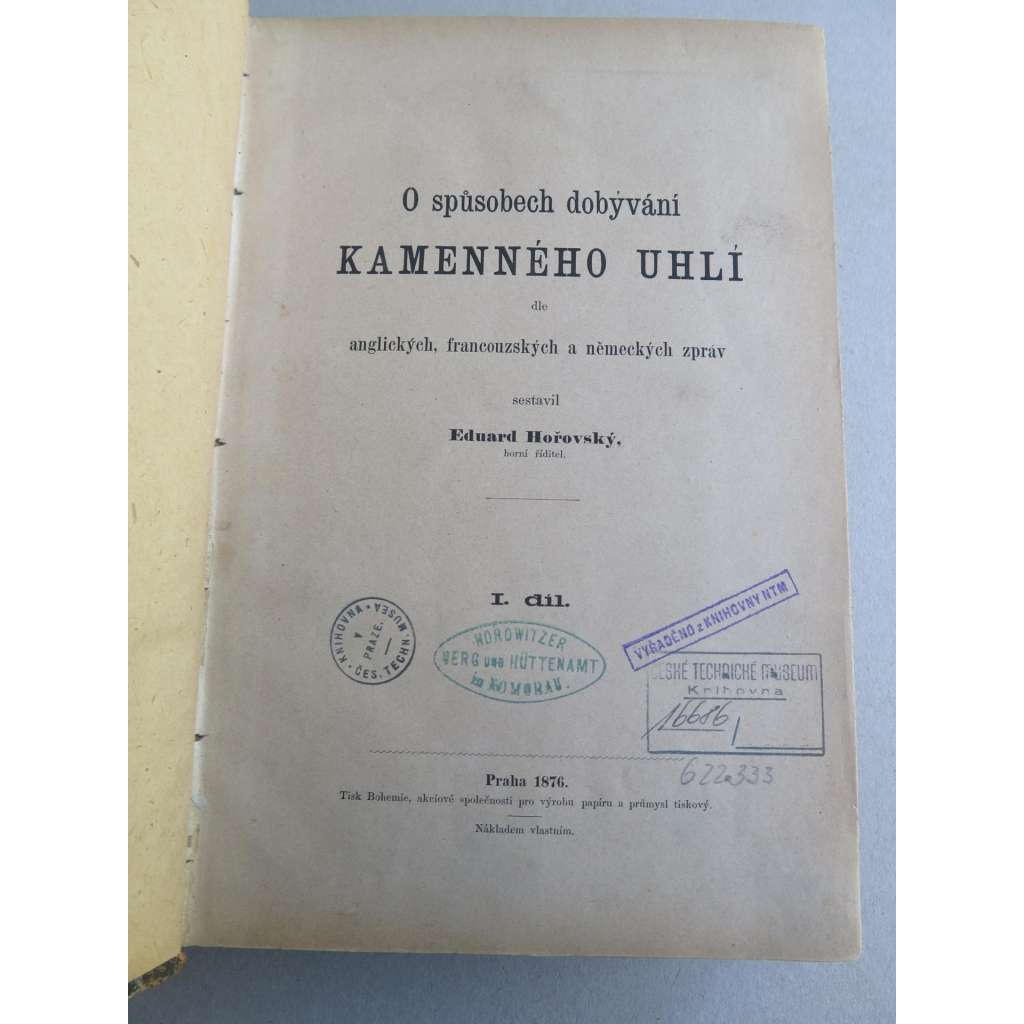 O spůsobech dobývání
KAMENNÉHO UHLÍ
dle
anglických, francouzských a německých zpráv
sestavil
Eduard Hořovský,
horní říditel.
I. díl.
KNIHOVNA • ČES. TECHN. MUSEA
V
PRAZE.
HOROWITZER
BERG UND HÜTTENAMT
in KOMORAU.
VYŘADĚNO z KNIHOVNY NTM
ČESKÉ TECHNICKÉ MUSEUM
Knihovna
16686
622.333
Praha 1876.
Tisk Bohemie, akciové společnosti pro výrobu papíru a průmysl tiskový.
Nákladem vlastním.